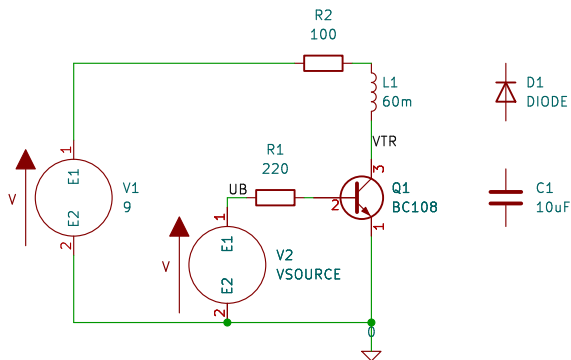 R2
100
L1
60m
D1
DIODE
VTR
1
E1
V
V1
9
E2
2
R1
220
UB
3
2
Q1
BC108
1
C1
10uF
1
E1
V
V2
VSOURCE
E2
2
0